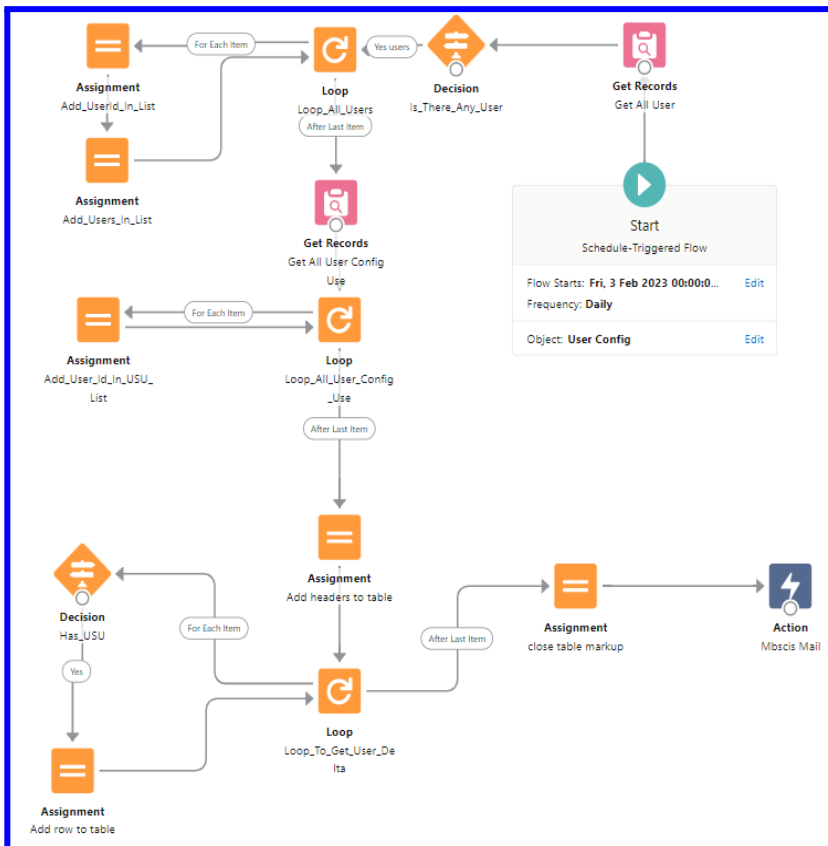 For Each Item
Yes users
Assignment
Add_UserId_In_List
Loop
Loop_All_Users
After Last Item
Decision
Is_There_Any_User
Get Records
Get All User
Assignment
Add_Users_In_List
Start
Schedule-Triggered Flow
Flow Starts: Fri, 3 Feb 2023 00:00:0... Edit
Frequency: Daily
Object: User Config Edit
Get Records
Get All User Config
Use
For Each Item
Assignment
Add_User_Id_In_USU_
List
Loop
Loop_All_User_Config
_Use
After Last Item
Assignment
Add headers to table
Decision
Has_USU
For Each Item
Yes
After Last Item
Loop
Loop_To_Get_User_De
lta
Assignment
close table markup
Action
Mbscis Mail
Assignment
Add row to table